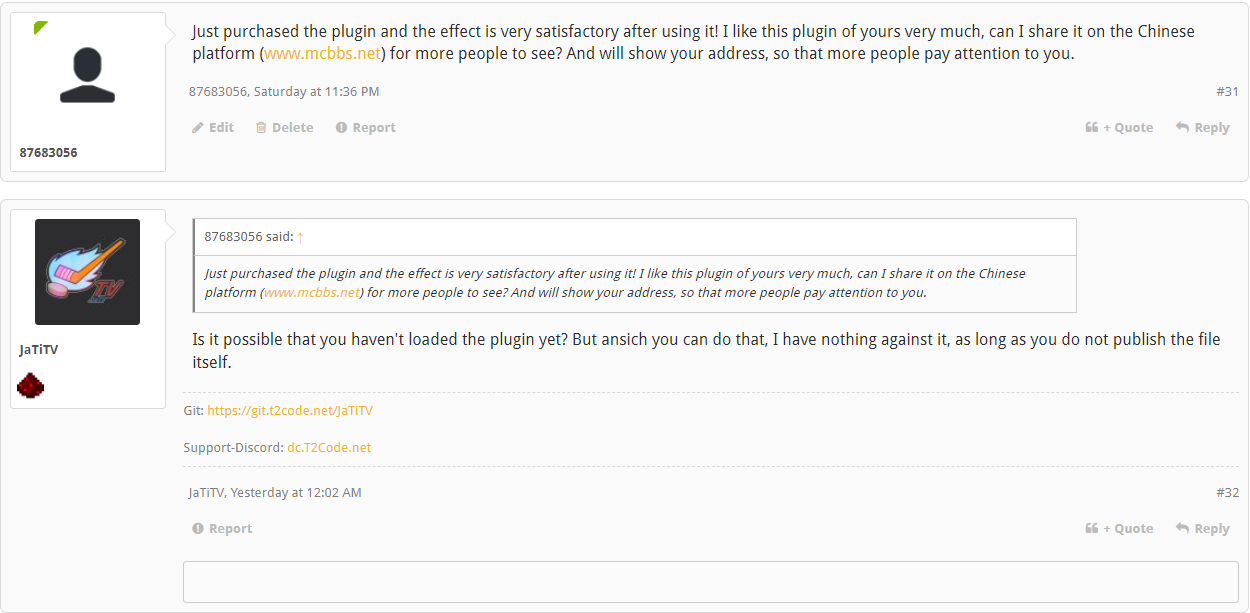 Just purchased the plugin and the effect is very satisfactory after using it! I like this plugin of yours very much, can I share it on the Chinese
platform (www.mcbbs.net) for more people to see? And will show your address, so that more people pay attention to you.
87683056, Saturday at 11:36 PM #31
Edit Delete Report + Quote Reply
87683056
87683056 said: ↑
Just purchased the plugin and the effect is very satisfactory after using it! I like this plugin of yours very much, can I share it on the Chinese
platform (www.mcbbs.net) for more people to see? And will show your address, so that more people pay attention to you.
TV
Is it possible that you haven't loaded the plugin yet? But ansich you can do that, I have nothing against it, as long as you do not publish the file
itself.
JaTiTV
Git: https://git.t2code.net/JaTiTV
Support-Discord: dc.T2Code.net
JaTiTV, Yesterday at 12:02 AM #32
Report + Quote Reply